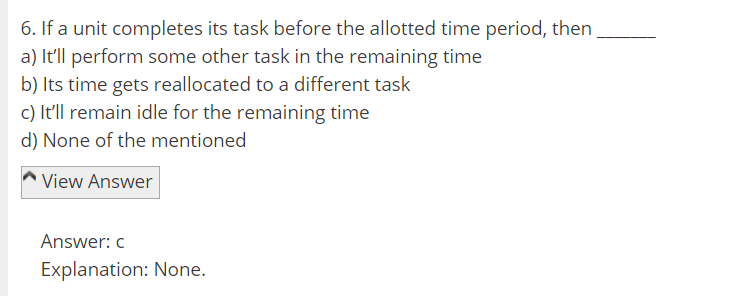 6. If a unit completes its task before the allotted time period, then _______
a) It'll perform some other task in the remaining time
b) Its time gets reallocated to a different task
c) It'll remain idle for the remaining time
d) None of the mentioned
View Answer
Answer: c
Explanation: None.